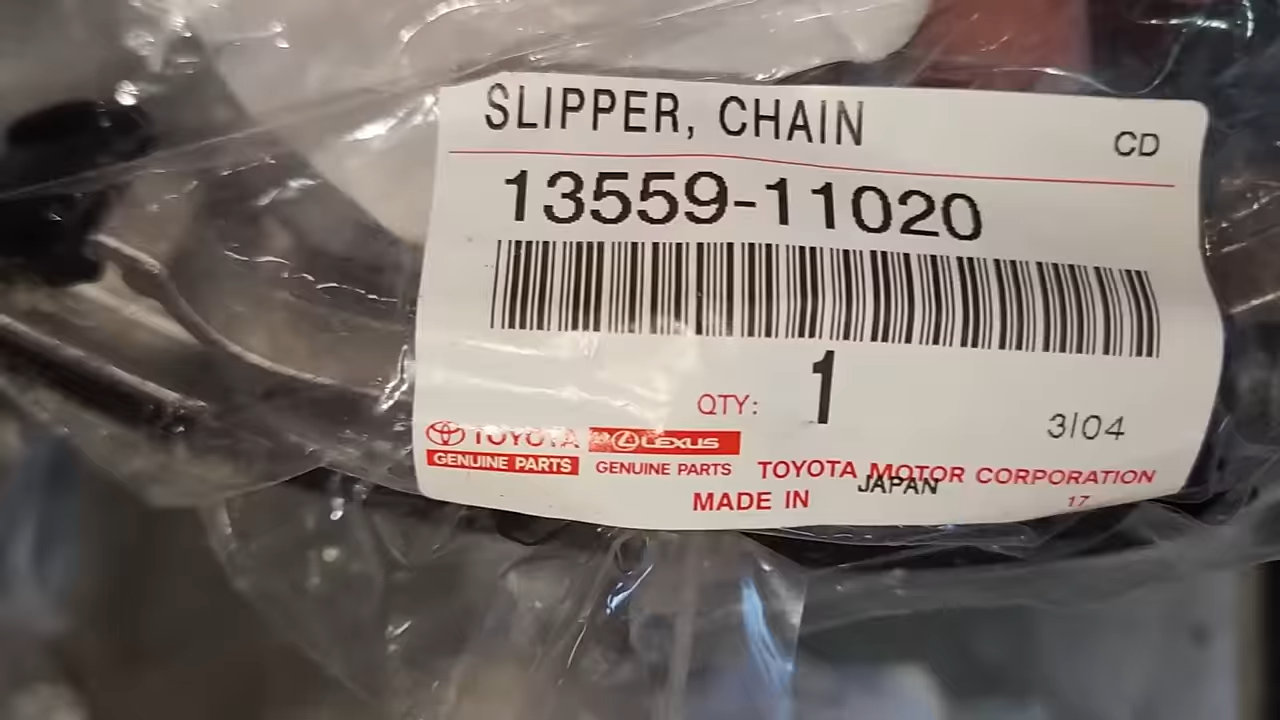 SLIPPER, CHAIN
CD
13559-11020
QTY: 1
3/04
TOYOTA LEXUS
GENUINE PARTS GENUINE PARTS TOYOTA MOTOR CORPORATION
MADE IN JAPAN 17